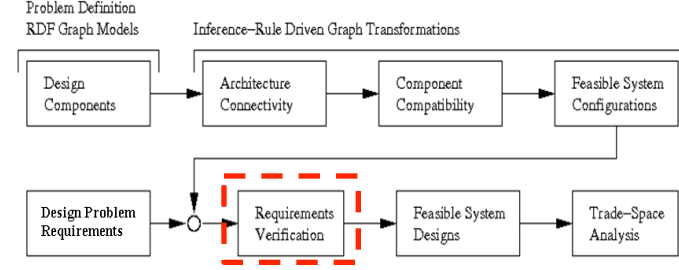 Problem Definition
RDF Graph Models
Inference-Rule Driven Graph Transformations
Design
Components
Architecture
Connectivity
Component
Compatibility
Feasible System
Configurations
Design Problem
Requirements
Requirements
Verification
Feasible System
Designs
Trade-Space
Analysis